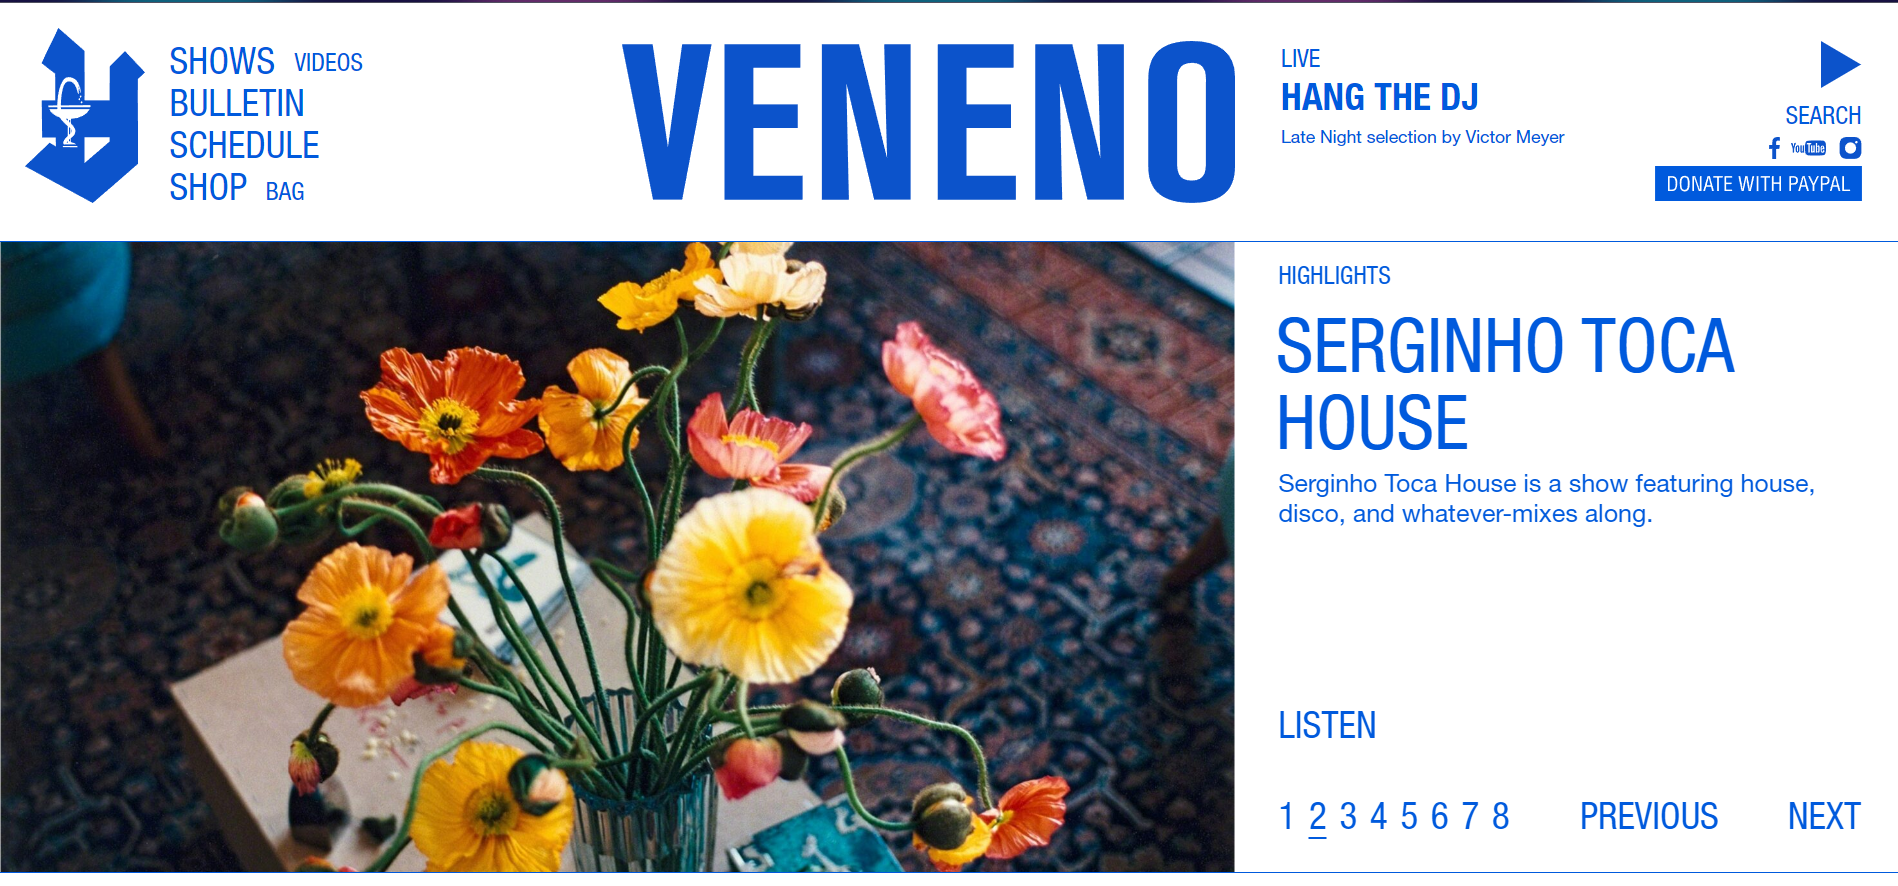 SHOWS VIDEOS
BULLETIN
SCHEDULE
SHOP BAG
VENENO
LIVE
HANG THE DJ
Late Night selection by Victor Meyer
SEARCH
YouTube
DONATE WITH PAYPAL
HIGHLIGHTS
SERGINHO TOCA
HOUSE
Serginho Toca House is a show featuring house,
disco, and whatever-mixes along.
LISTEN
1 2 3 4 5 6 7 8 PREVIOUS NEXT